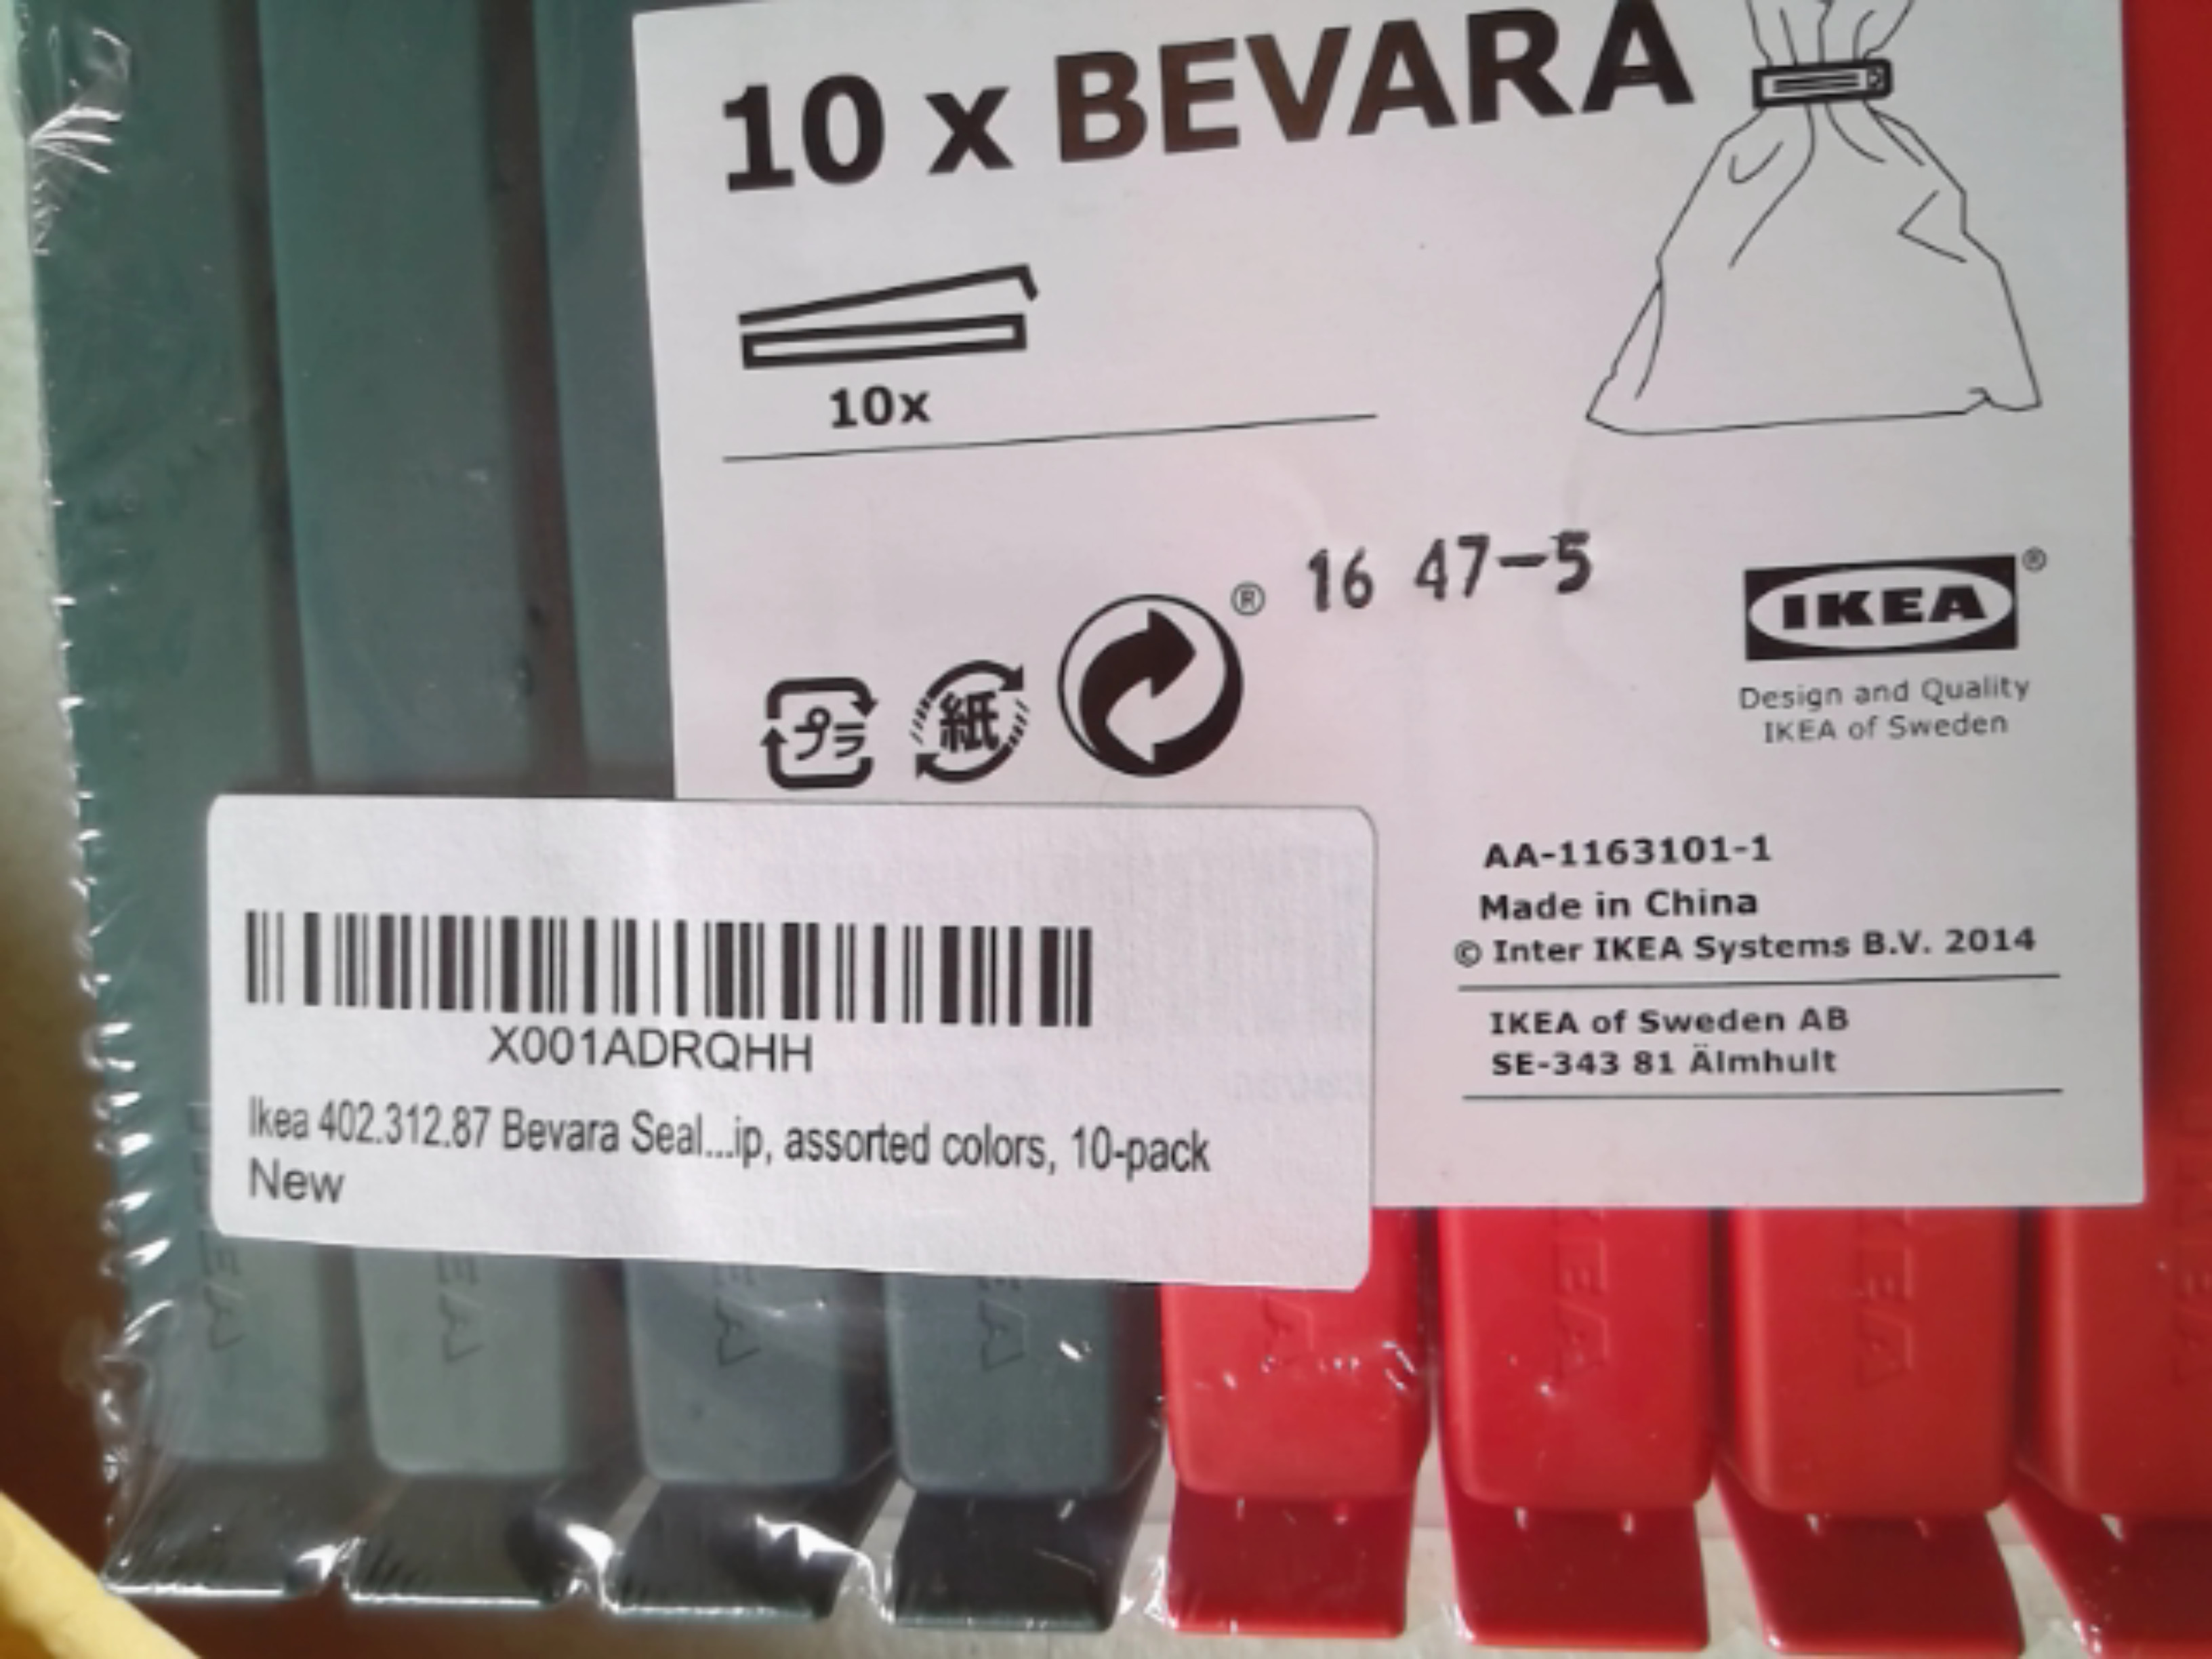 10 x BEVARA
10x
® 16 47-5
IKEA®
Design and Quality
IKEA of Sweden
プラ
紙
AA-1163101-1
Made in China
© Inter IKEA Systems B.V. 2014
IKEA of Sweden AB
SE-343 81 Älmhult
X001ADRQHH
Ikea 402.312.87 Bevara Seal...ip, assorted colors, 10-pack
New